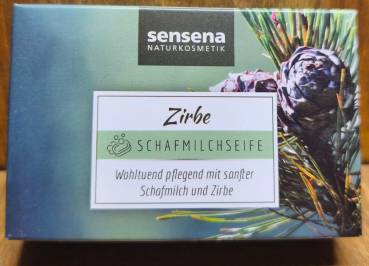 sensena
NATURKOSMETIK
Zirbe
SCHAFMILCHSEIFE
Wohltuend pflegend mit sanfter
Schafmilch und Zirbe